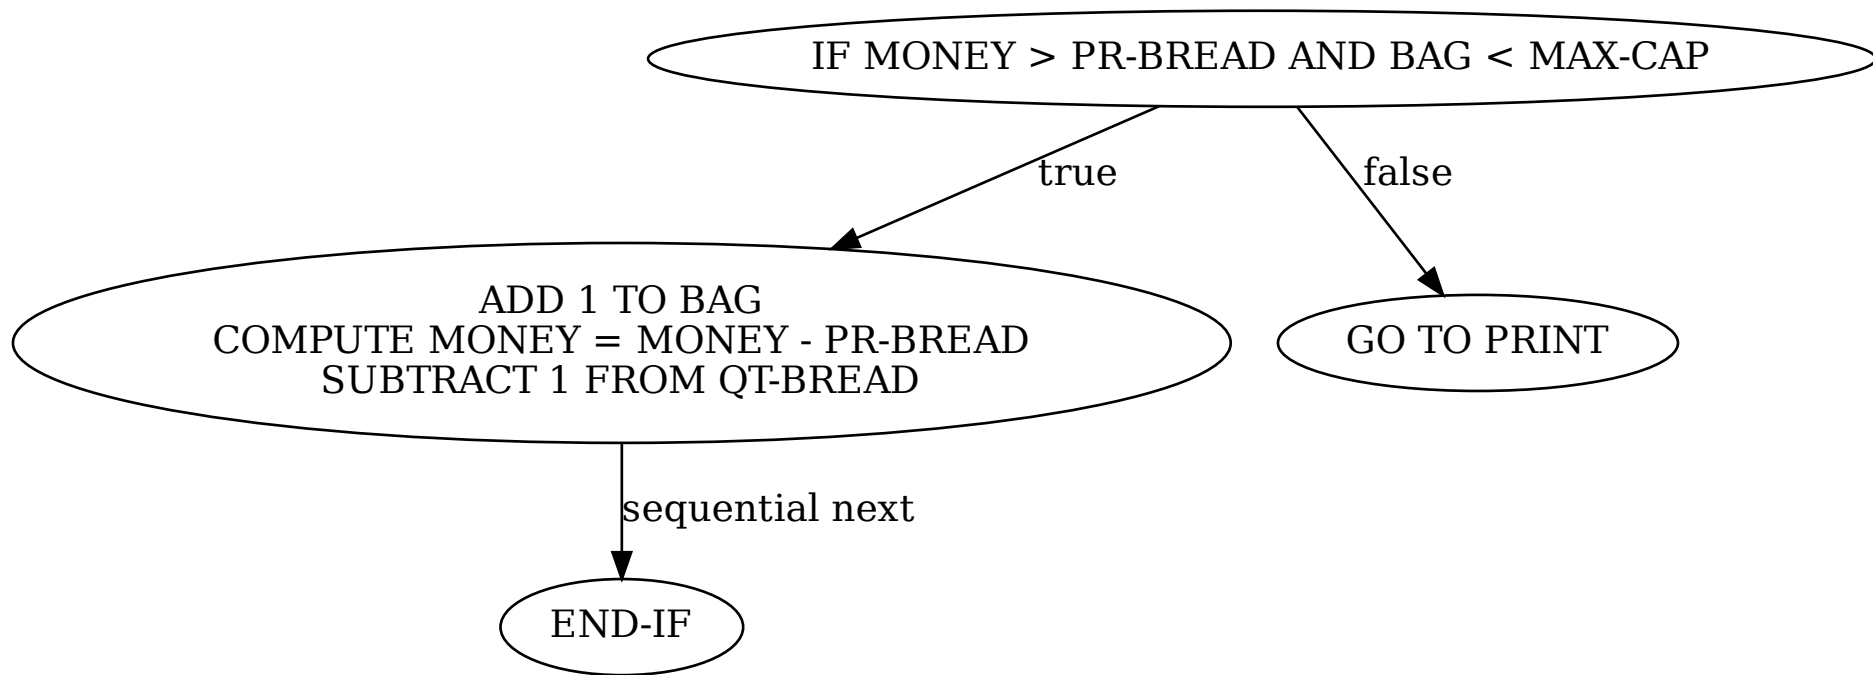 IF MONEY > PR-BREAD AND BAG < MAX-CAP
true
false
ADD 1 TO BAG
COMPUTE MONEY = MONEY - PR-BREAD
SUBTRACT 1 FROM QT-BREAD
GO TO PRINT
sequential next
END-IF